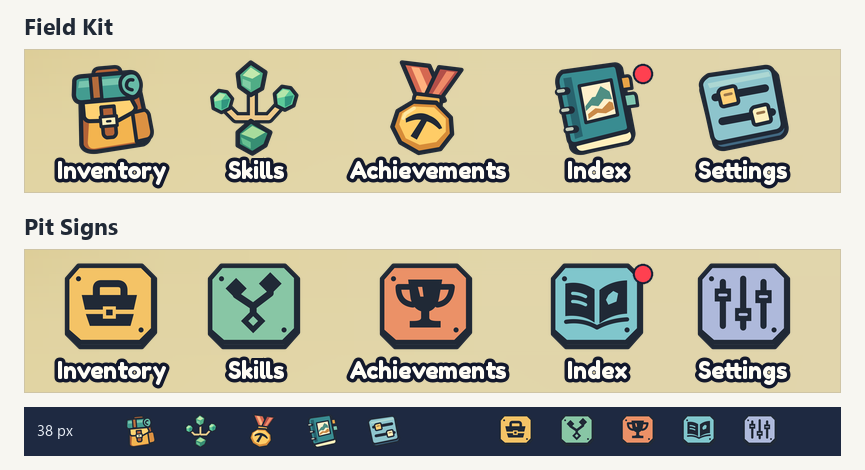 Field Kit
Inventory Skills Achievements Index Settings
Pit Signs
Inventory Skills Achievements Index Settings
38 px